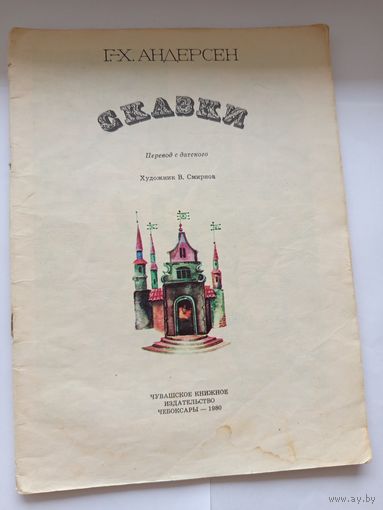 Г.-Х. АНДЕРСЕН
СКАЗКИ
Перевод с датского
Художник В. Смирнов
ЧУВАШСКОЕ КНИЖНОЕ
ИЗДАТЕЛЬСТВО
ЧЕБОКСАРЫ — 1980
www.ay.by